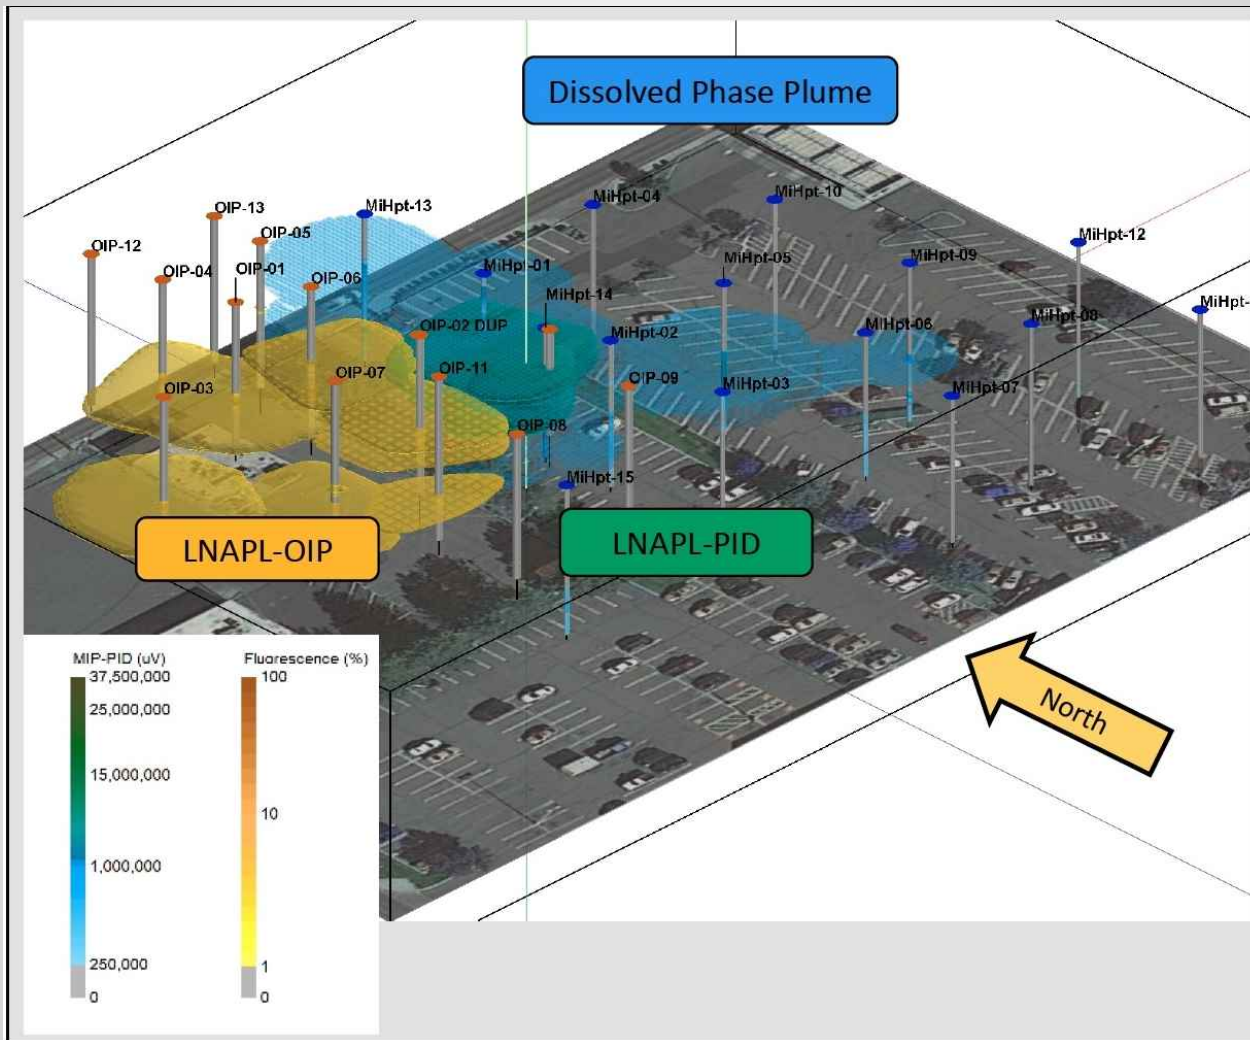 Dissolved Phase Plume
MiHpt-10
MiHpt-04
OIP-13
MiHpt-13
OIP-05
OIP-12
MiHpt-12
MiHpt-05
MiHpt-09
OIP-04
OIP-01
OIP-06
MiHpt-01
MiHpt-14
MiHpt-
MiHpt-08
OIP-02 DUP
MiHpt-02
MiHpt-06
OIP-07
OIP-11
OIP-09
MiHpt-03
OIP-03
MiHpt-07
OIP-08
MiHpt-15
LNAPL-OIP
LNAPL-PID
North
MIP-PID (uV)
37,500,000
25,000,000
15,000,000
1,000,000
250,000
0
Fluorescence (%)
100
10
1
0